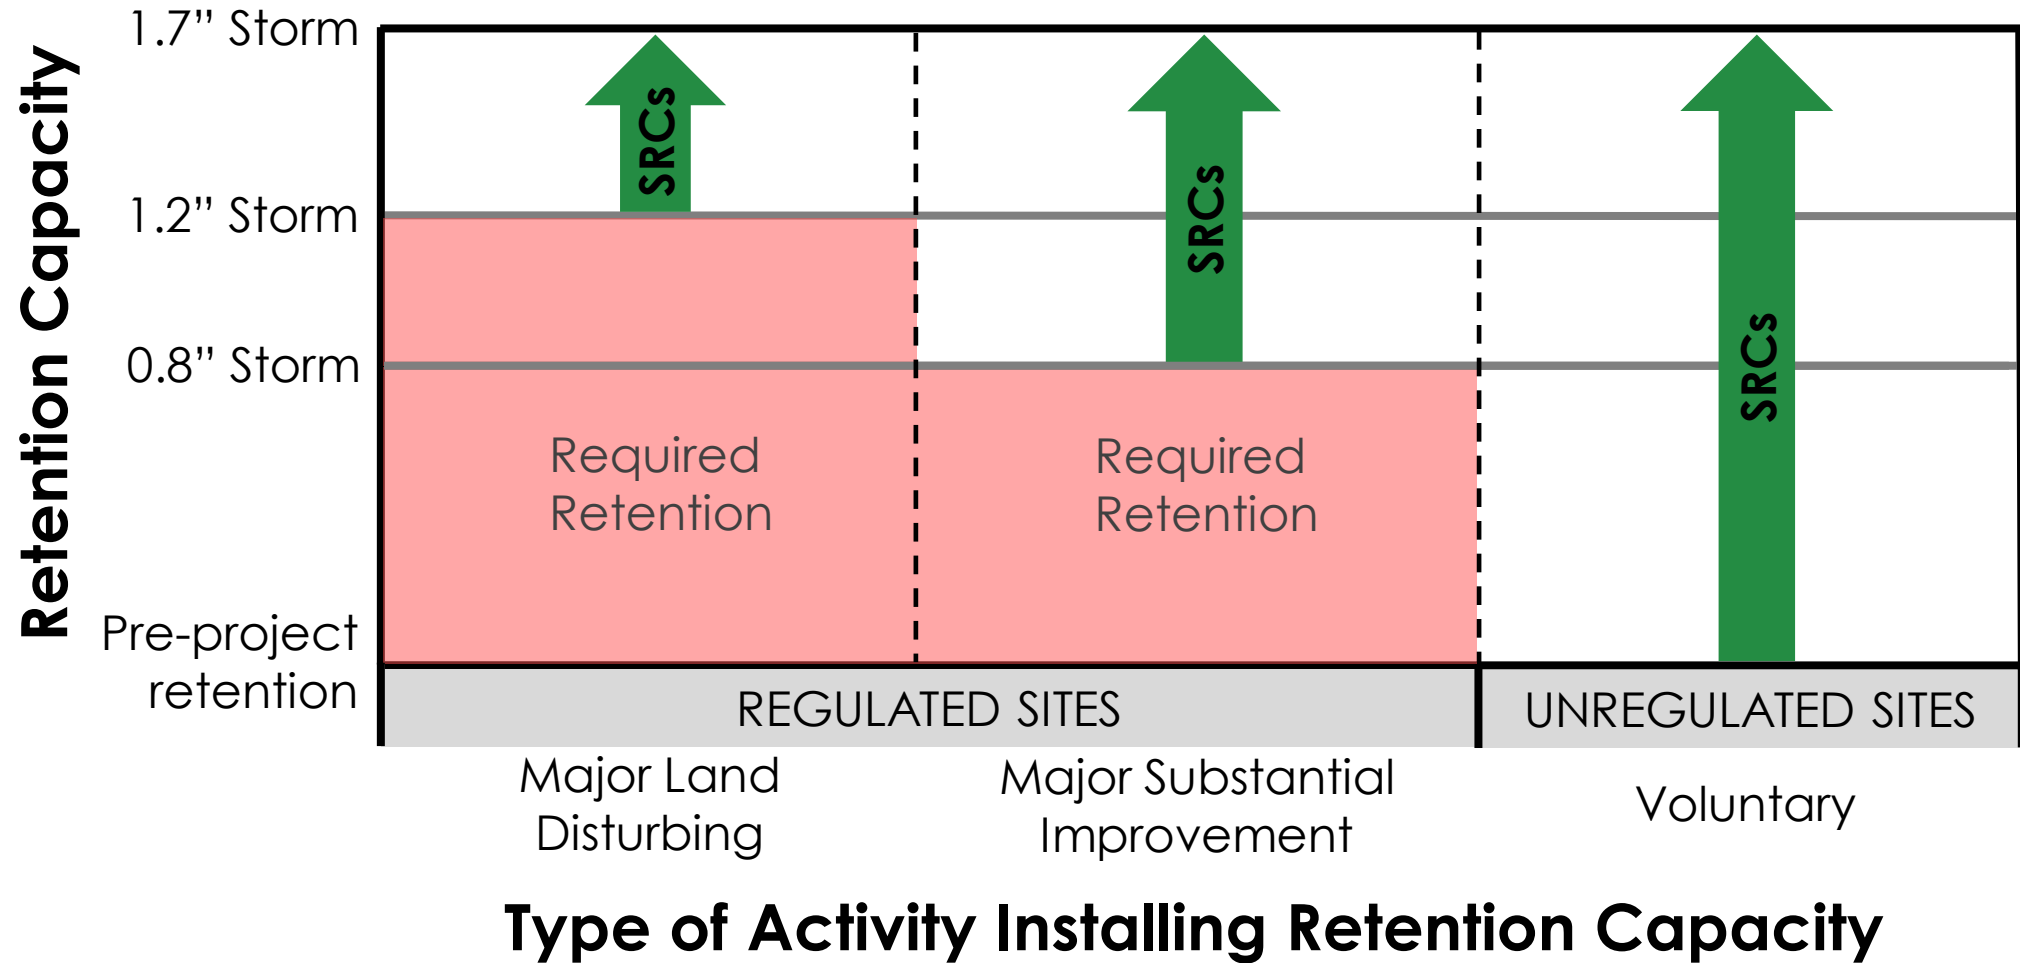 Retention Capacity
1.7” Storm
1.2” Storm
0.8” Storm
Pre-project
retention
SRCs
SRCs
SRCs
Required
Retention
Required
Retention
REGULATED SITES
UNREGULATED SITES
Major Land
Disturbing
Major Substantial
Improvement
Voluntary
Type of Activity Installing Retention Capacity